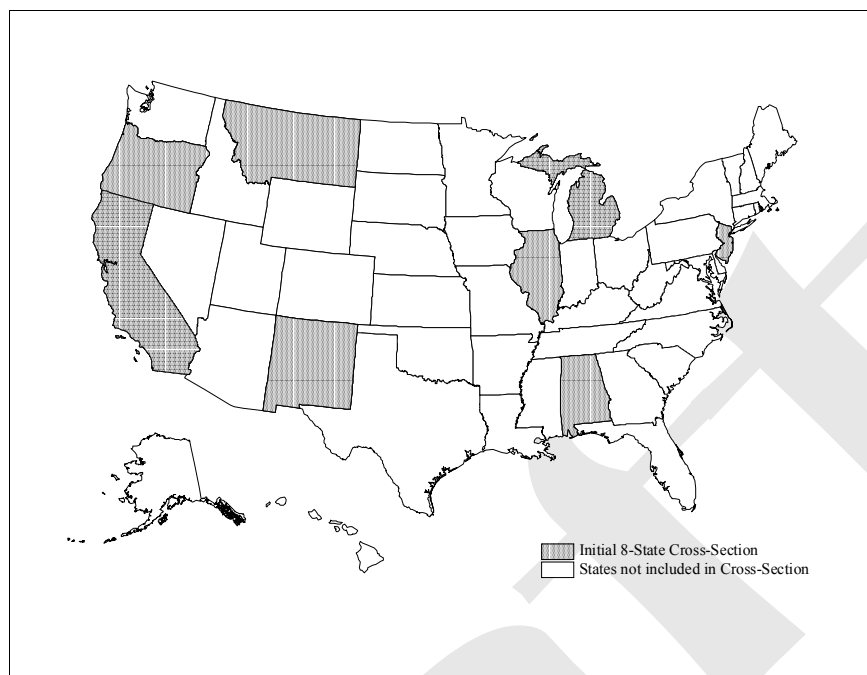 Initial 8-State Cross-Section
States not included in Cross-Section